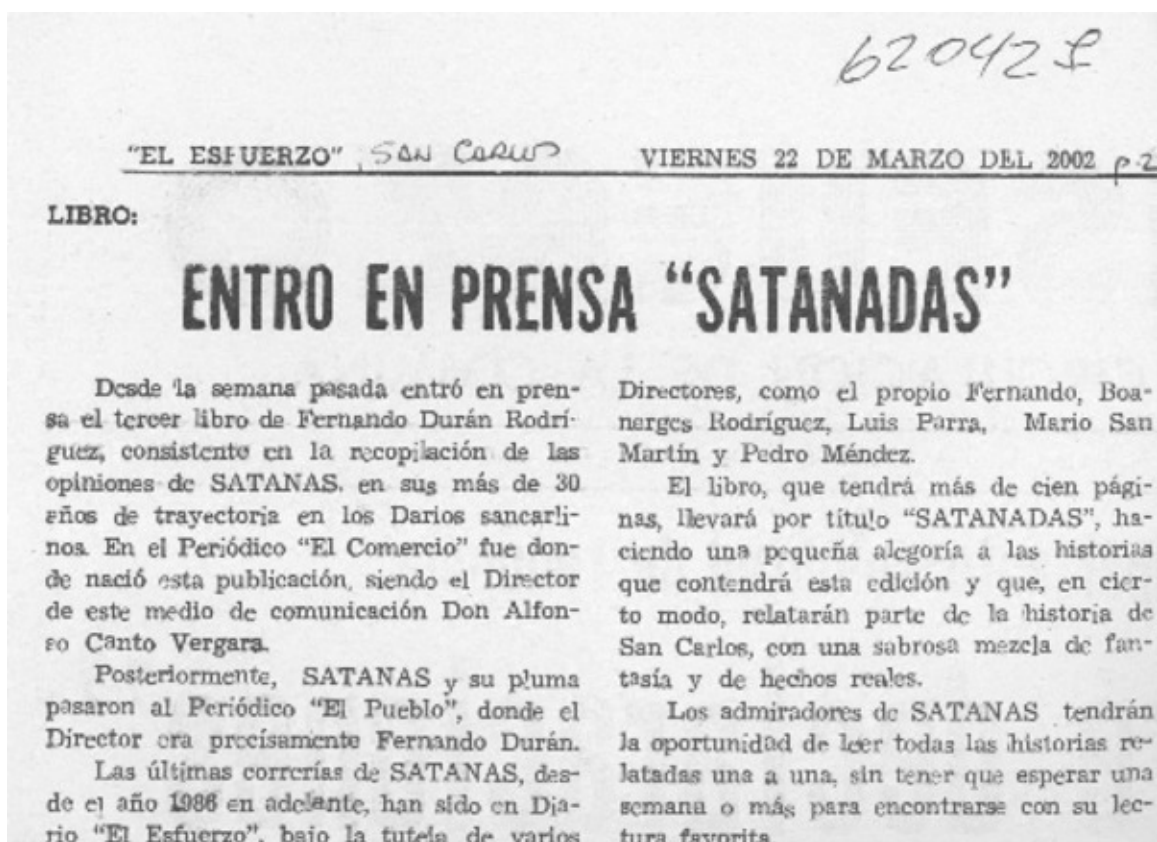 620428
"EL ESFUERZO", SAN CARLOS VIERNES 22 DE MARZO DEL 2002 p.2
LIBRO:
ENTRO EN PRENSA "SATANADAS"
Desde la semana pasada entró en pren-
sa el tercer libro de Fernando Durán Rodrí-
guez, consistente en la recopilación de las
opiniones de SATANAS, en sus más de 30
años de trayectoria en los Darios sancarli-
nos. En el Periódico "El Comercio" fue don-
de nació esta publicación, siendo el Director
de este medio de comunicación Don Alfon-
so Canto Vergara.
Posteriormente, SATANAS y su pluma
pasaron al Periódico "El Pueblo", donde el
Director era precisamente Fernando Durán.
Las últimas correrías de SATANAS, des-
de el año 1986 en adelante, han sido en Dia-
rio "El Esfuerzo", bajo la tutela de varios
Directores, como el propio Fernando, Boa-
nerges Rodríguez, Luis Parra, Mario San
Martín y Pedro Méndez.
El libro, que tendrá más de cien pági-
nas, llevará por título "SATANADAS", ha-
ciendo una pequeña alegoría a las historias
que contendrá esta edición y que, en cier-
to modo, relatarán parte de la historia de
San Carlos, con una sabrosa mezcla de fan-
tasía y de hechos reales.
Los admiradores de SATANAS tendrán
la oportunidad de leer todas las historias re-
latadas una a una, sin tener que esperar una
semana o más para encontrarse con su lec-
tura favorita.